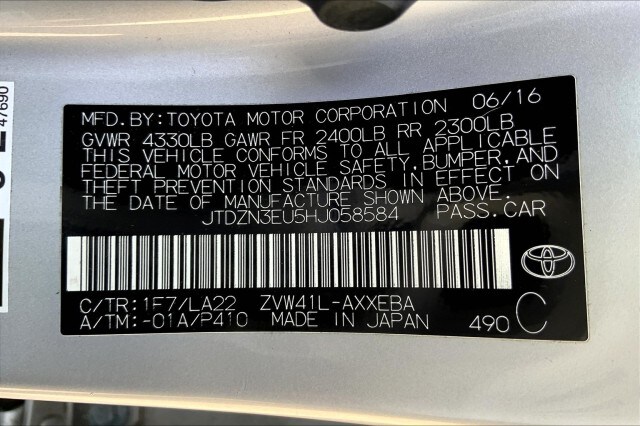 MFD. BY: TOYOTA MOTOR CORPORATION 06/16
GVWR 4330LB GAWR FR 2400LB RR 2300LB
THIS VEHICLE CONFORMS TO ALL APPLICABLE
FEDERAL MOTOR VEHICLE SAFETY, BUMPER, AND
THEFT PREVENTION STANDARDS IN EFFECT ON
THE DATE OF MANUFACTURE SHOWN ABOVE.
JTDZN3EU5HJ058584 PASS. CAR
C/TR: 1F7/LA22 ZVW41L-AXXEBA
A/TM: -01A/P410 MADE IN JAPAN 490 C
47690